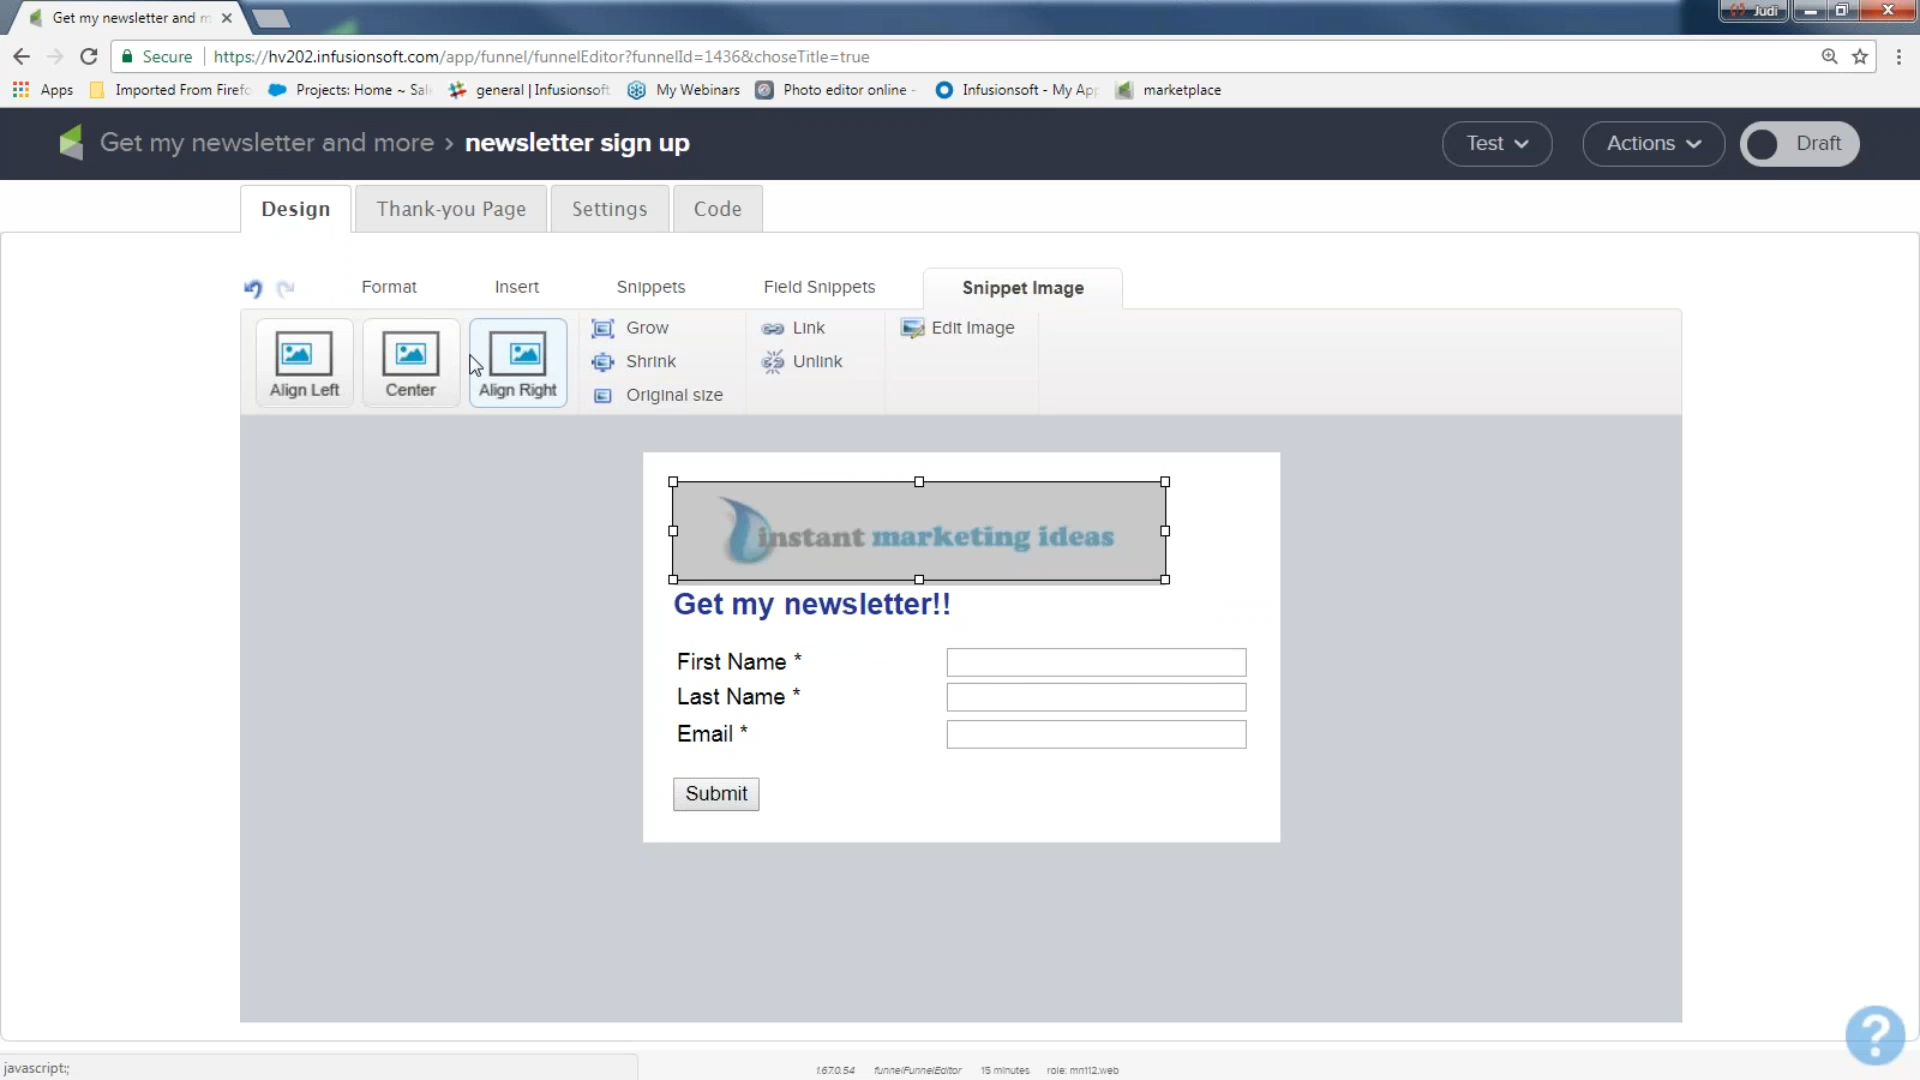 Get my newsletter and m
Judi
Secure https://hv202.infusionsoft.com/app/funnel/funnelEditor?funnelId=1436&choseTitle=true
Apps Imported From Firefo Projects: Home ~ Sal general | Infusionsoft My Webinars Photo editor online - Infusionsoft - My App marketplace
Get my newsletter and more › newsletter sign up
Test Actions Draft
Design Thank-you Page Settings Code
Format Insert Snippets Field Snippets Snippet Image
Align Left Center Align Right
Grow Link Edit Image
Shrink Unlink
Original size
instant marketing ideas
Get my newsletter!!
First Name *
Last Name *
Email *
Submit
?
javascript:;
1.67.0.54 funnelFunnelEditor 15 minutes role: mn112.web